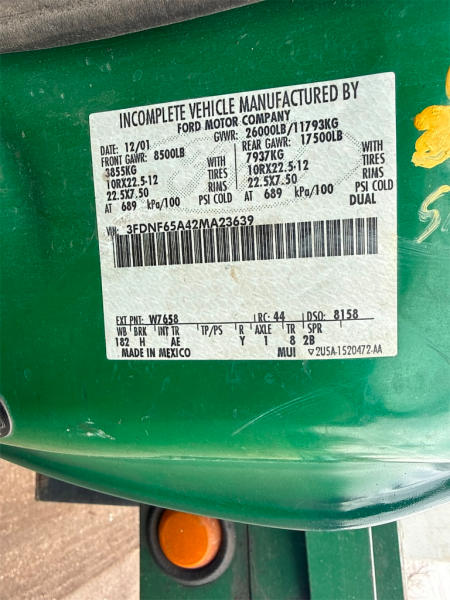 INCOMPLETE VEHICLE MANUFACTURED BY
FORD MOTOR COMPANY
DATE: 12/01 GVWR: 26000LB/11793KG
FRONT GAWR: 8500LB REAR GAWR: 17500LB
3855KG WITH 7937KG WITH
10RX22.5-12 TIRES 10RX22.5-12 TIRES
22.5X7.50 RIMS 22.5X7.50 RIMS
AT 689 kPa/100 PSI COLD AT 689 kPa/100 PSI COLD
DUAL
VIN: 3FDNF65A42MA23639
EXT PNT: W7658 RC: 44 DSO: 8158
WB BRK INT TR TP/PS R AXLE TR SPR
182 H AE Y 1 8 2B
MADE IN MEXICO MUI ▽2U5A-1520472-AA
5